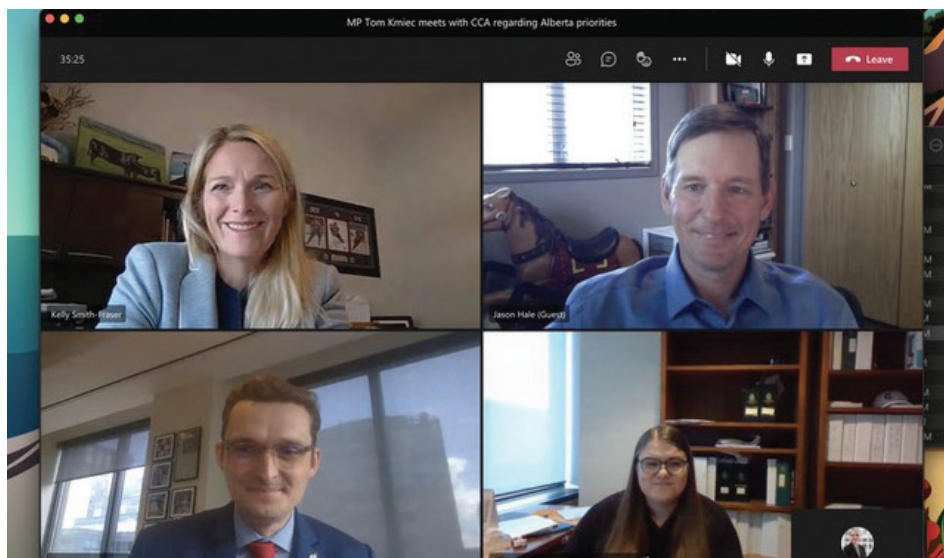 MP Tom Kmiec meets with CCA regarding Alberta priorities
35:25
Leave
Kelly Smith-Fraser
Jason Hale (Guest)